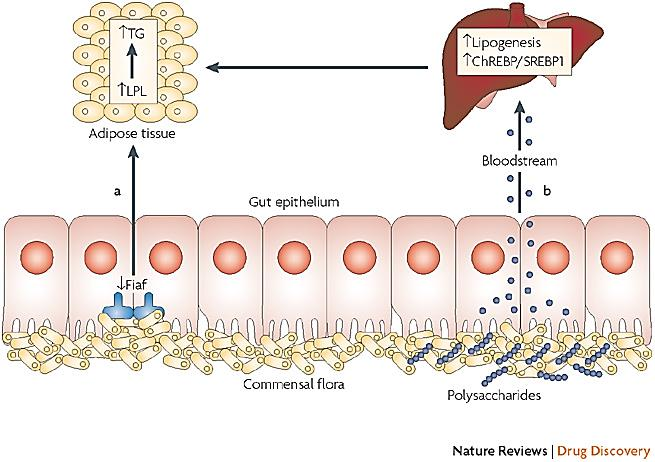 ↑TG
↑LPL
Adipose tissue
↑Lipogenesis
↑ChREBP/SREBP1
Bloodstream
a
b
Gut epithelium
↓Fiaf
Commensal flora
Polysaccharides
Nature Reviews | Drug Discovery